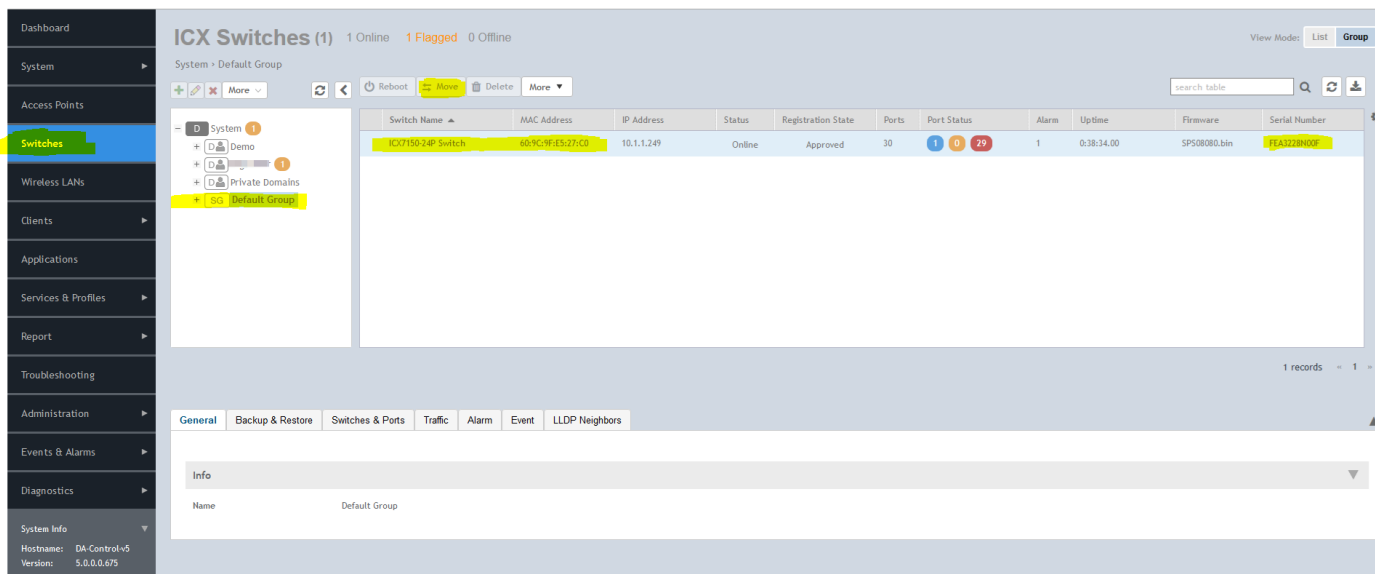 Dashboard
System
Access Points
Switches
Wireless LANs
Clients
Applications
Services & Profiles
Report
Troubleshooting
Administration
Events & Alarms
Diagnostics
System Info
Hostname: DA-Control-v5
Version: 5.0.0.0.675
ICX Switches (1) 1 Online 1 Flagged 0 Offline
View Mode: List Group
System > Default Group
More
Reboot Move Delete More
search table
D System 1
D Demo
D 1
D Private Domains
SG Default Group
Switch Name MAC Address IP Address Status Registration State Ports Port Status Alarm Uptime Firmware Serial Number
ICX7150-24P Switch 60:9C:9F:E5:27:C0 10.1.1.249 Online Approved 30 1 0 29 1 0:38:34.00 SPS08080.bin FEA3228N00F
1 records « 1 »
General Backup & Restore Switches & Ports Traffic Alarm Event LLDP Neighbors
Info
Name Default Group